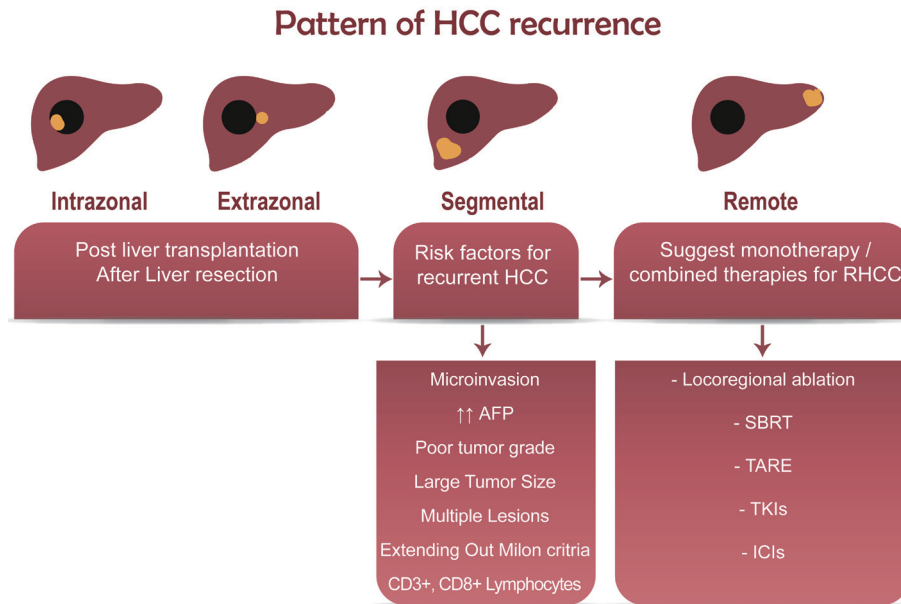 Pattern of HCC recurrence
Intrazonal
Extrazonal
Segmental
Remote
Post liver transplantation
After Liver resection
Risk factors for
recurrent HCC
Suggest monotherapy /
combined therapies for RHCC
Microinvasion
↑↑ AFP
Poor tumor grade
Large Tumor Size
Multiple Lesions
Extending Out Milon critria
CD3+, CD8+ Lymphocytes
- Locoregional ablation
- SBRT
- TARE
- TKIs
- ICIs